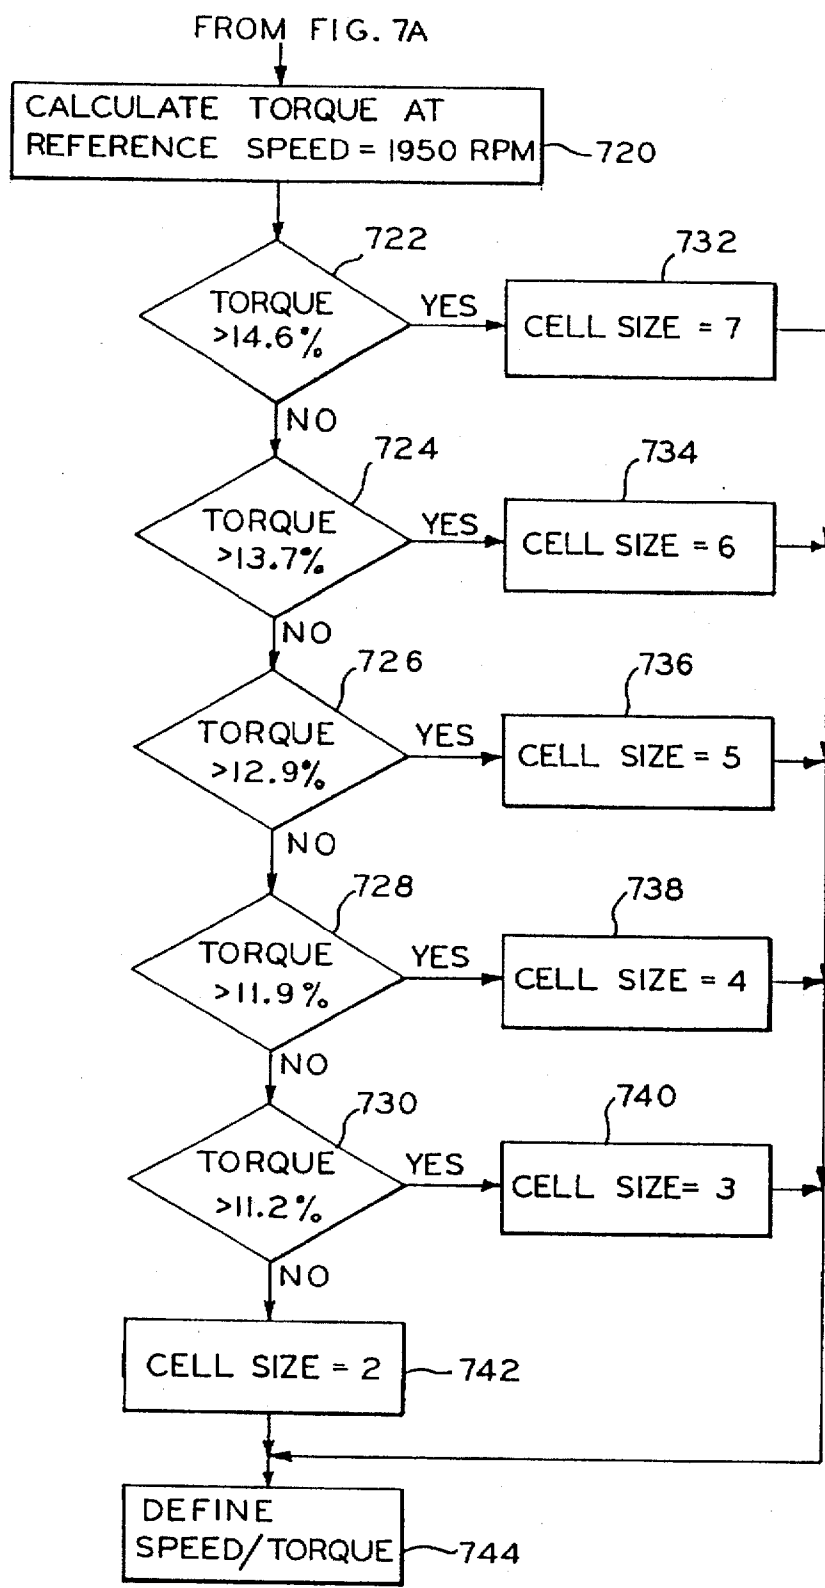 FROM FIG. 7A
CALCULATE TORQUE AT
REFERENCE SPEED = 1950 RPM
720
722
TORQUE
>14.6%
YES
732
CELL SIZE = 7
NO
724
TORQUE
>13.7%
YES
734
CELL SIZE = 6
NO
726
TORQUE
>12.9%
YES
736
CELL SIZE = 5
NO
728
TORQUE
>11.9%
YES
738
CELL SIZE = 4
NO
730
TORQUE
>11.2%
YES
740
CELL SIZE= 3
NO
CELL SIZE = 2
742
DEFINE
SPEED/TORQUE
744